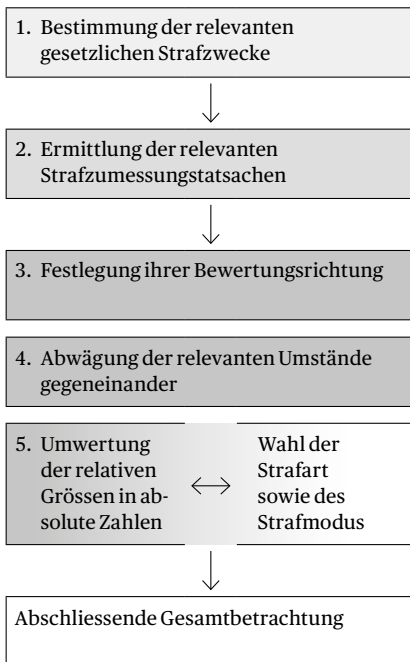 1. Bestimmung der relevanten
gesetzlichen Strafzwecke
2. Ermittlung der relevanten
Strafzumessungstatsachen
3. Festlegung ihrer Bewertungsrichtung
4. Abwägung der relevanten Umstände
gegeneinander
5. Umwertung
der relativen
Grössen in ab-
solute Zahlen
Wahl der
Strafart
sowie des
Strafmodus
Abschliessende Gesamtbetrachtung